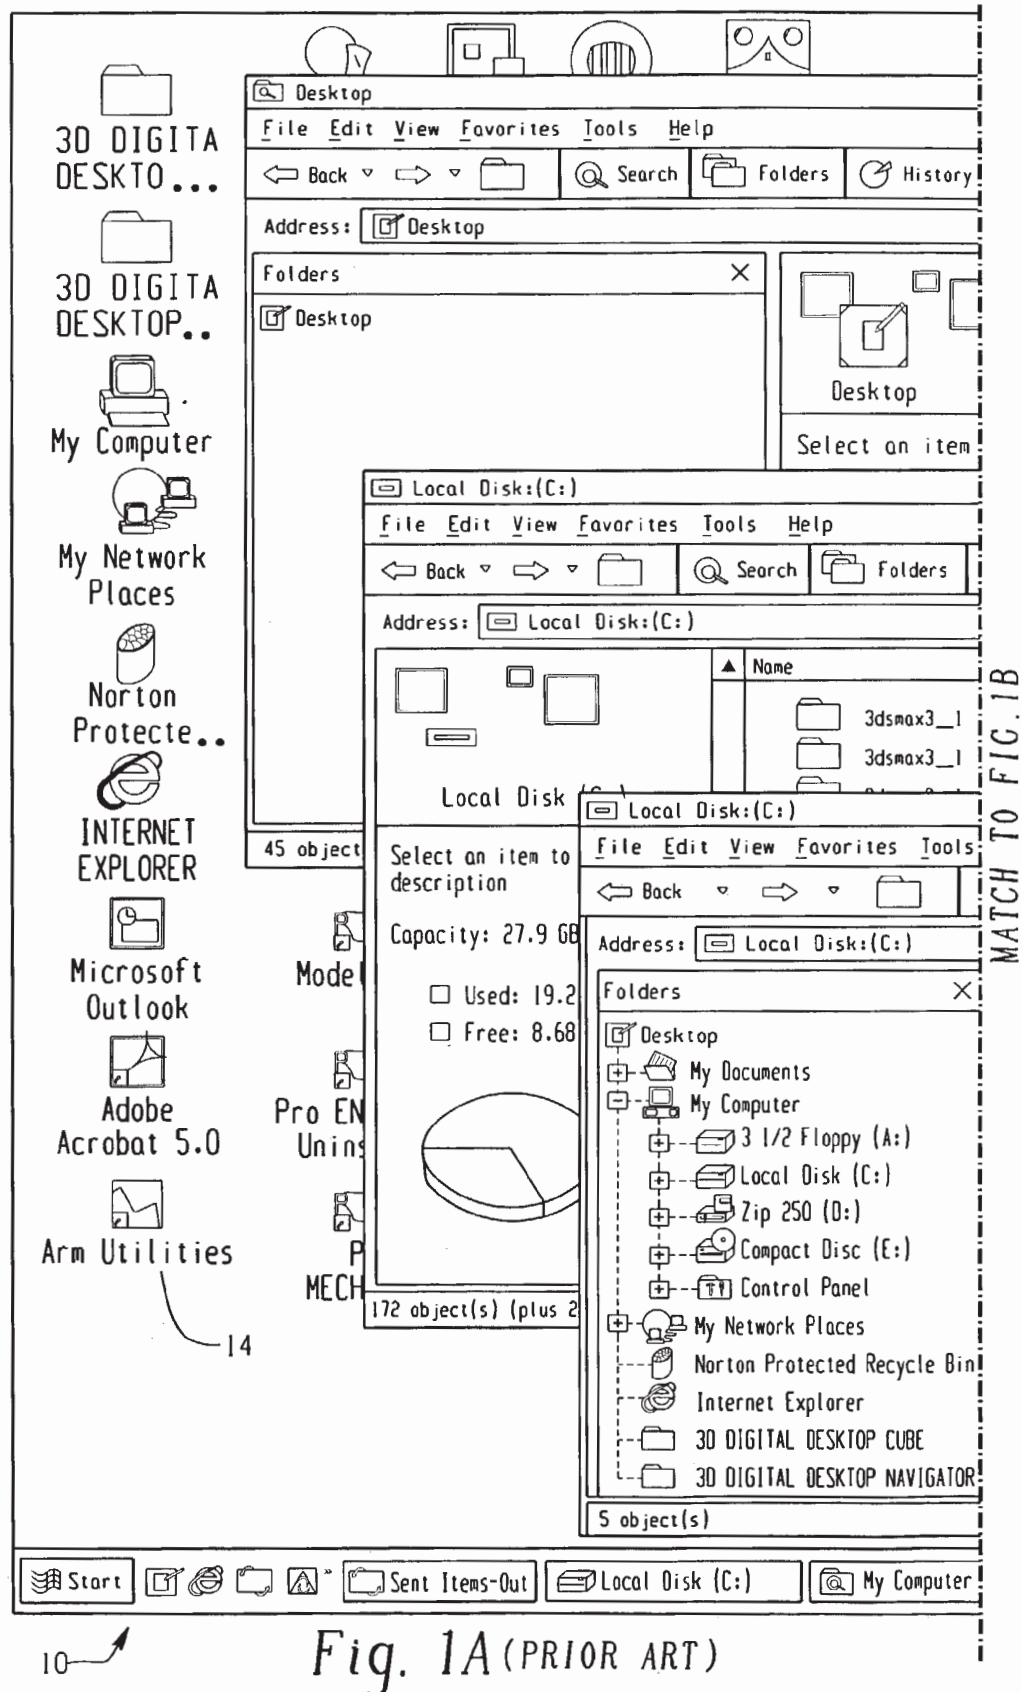 3D DIGITA
DESKTO...
3D DIGITA
DESKTOP..
My Computer
My Network
Places
Norton
Protecte..
INTERNET
EXPLORER
Microsoft
Outlook
Adobe
Acrobat 5.0
Arm Utilities
14
Desktop
File Edit View Favorites Tools Help
Back Search Folders History
Address: Desktop
Folders
Desktop
Desktop
Select an item
45 object
Model
Pro EN
Unins
P
MECH
Local Disk:(C:)
File Edit View Favorites Tools Help
Back Search Folders
Address: Local Disk:(C:)
Name
3dsmax3_1
3dsmax3_1
Local Disk
Select an item to
description
Capacity: 27.9 GB
Used: 19.2
Free: 8.68
172 object(s) (plus 2
Local Disk:(C:)
File Edit View Favorites Tools
Back
Address: Local Disk:(C:)
Folders
Desktop
My Documents
My Computer
3 1/2 Floppy (A:)
Local Disk (C:)
Zip 250 (D:)
Compact Disc (E:)
Control Panel
My Network Places
Norton Protected Recycle Bin
Internet Explorer
3D DIGITAL DESKTOP CUBE
3D DIGITAL DESKTOP NAVIGATOR
5 object(s)
Start Sent Items-Out Local Disk (C:) My Computer
MATCH TO FIG.1B
10
Fig. 1A (PRIOR ART)